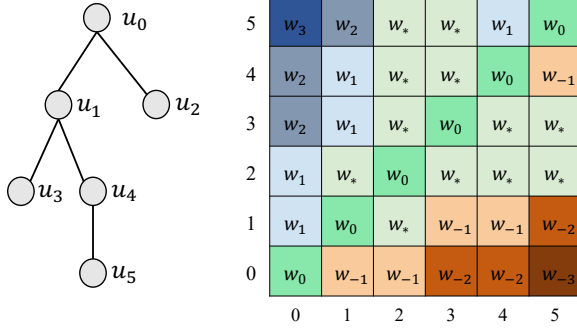 u₀
u₁
u₂
u₃
u₄
u₅
5 w₃ w₂ w* w* w₁ w₀
4 w₂ w₁ w* w* w₀ w₋₁
3 w₂ w₁ w* w₀ w* w*
2 w₁ w* w₀ w* w* w*
1 w₁ w₀ w* w₋₁ w₋₁ w₋₂
0 w₀ w₋₁ w₋₁ w₋₂ w₋₂ w₋₃
0 1 2 3 4 5